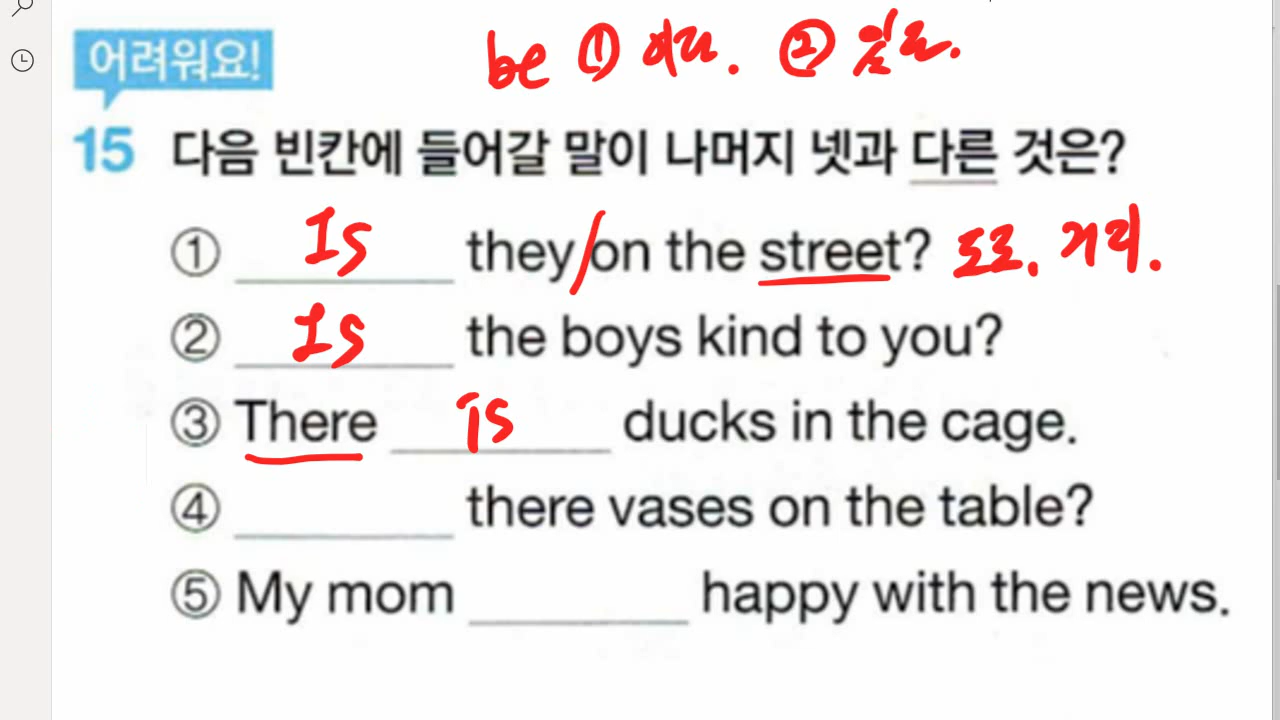 어려워요!
be ① 이다. ② 있다.
15 다음 빈칸에 들어갈 말이 나머지 넷과 다른 것은?
① Is they/on the street? 도로. 거리.
② Is the boys kind to you?
③ There is ducks in the cage.
④ ______ there vases on the table?
⑤ My mom ______ happy with the news.